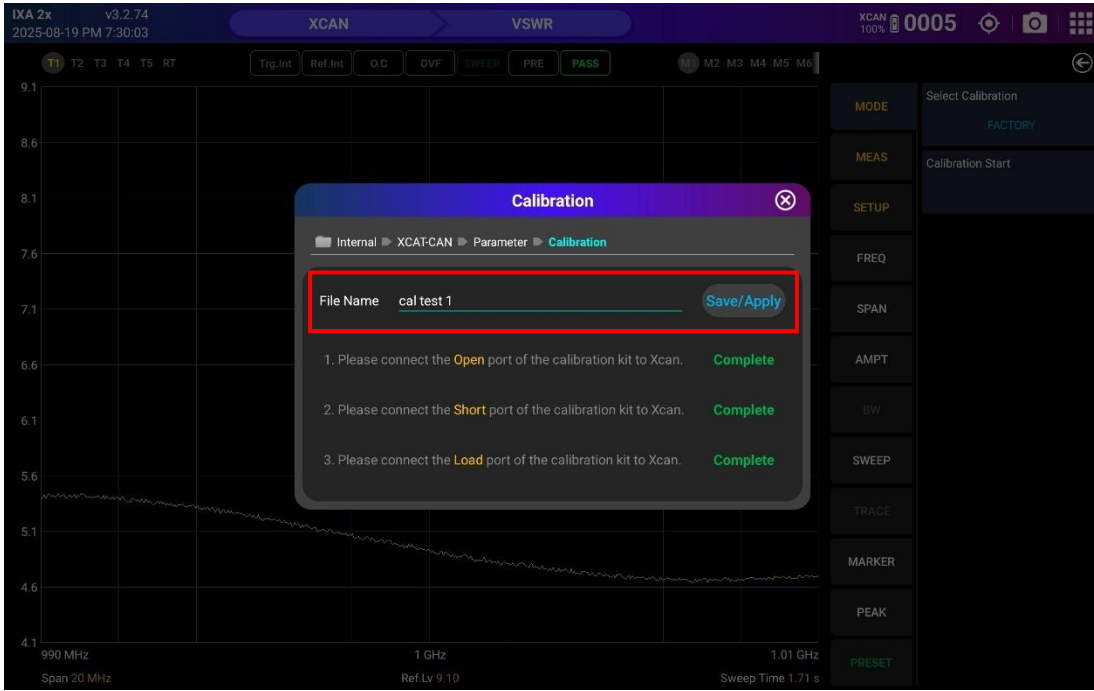 IXA 2x v3.2.74
2025-08-19 PM 7:30:03
XCAN VSWR
XCAN
100%
0005
T1 T2 T3 T4 T5 RT
Trg.Int Ref.Int O.C OVF SWEEP PRE PASS
M1 M2 M3 M4 M5 M6
9.1
8.6
8.1
7.6
7.1
6.6
6.1
5.6
5.1
4.6
4.1
Calibration
Internal XCAT-CAN Parameter Calibration
File Name cal test 1 Save/Apply
1. Please connect the Open port of the calibration kit to Xcan. Complete
2. Please connect the Short port of the calibration kit to Xcan. Complete
3. Please connect the Load port of the calibration kit to Xcan. Complete
990 MHz 1 GHz 1.01 GHz
Span 20 MHz Ref.Lv 9.10 Sweep Time 1.71 s
MODE
MEAS
SETUP
FREQ
SPAN
AMPT
BW
SWEEP
TRACE
MARKER
PEAK
PRESET
Select Calibration
FACTORY
Calibration Start